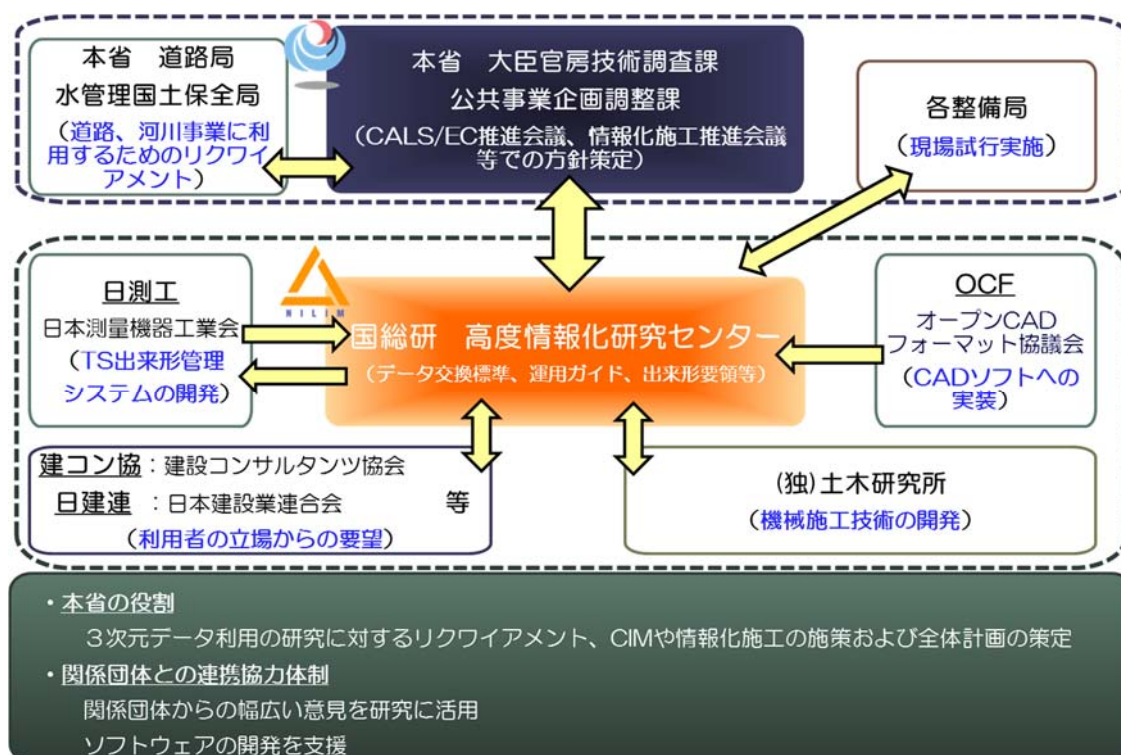 本省　道路局
水管理国土保全局
（道路、河川事業に利
用するためのリクワイ
アメント）
本省　大臣官房技術調査課
公共事業企画調整課
（CALS/EC推進会議、情報化施工推進会議
等での方針策定）
各整備局
（現場試行実施）
日測工
日本測量機器工業会
（TS出来形管理
システムの開発）
NILIM
国総研　高度情報化研究センター
（データ交換標準、運用ガイド、出来形要領等）
OCF
オープンCAD
フォーマット協議会
（CADソフトへの
実装）
建コン協：建設コンサルタンツ協会
日建連　：日本建設業連合会　　　　等
（利用者の立場からの要望）
(独)土木研究所
（機械施工技術の開発）
・本省の役割
３次元データ利用の研究に対するリクワイアメント、CIMや情報化施工の施策および全体計画の策定
・関係団体との連携協力体制
関係団体からの幅広い意見を研究に活用
ソフトウェアの開発を支援